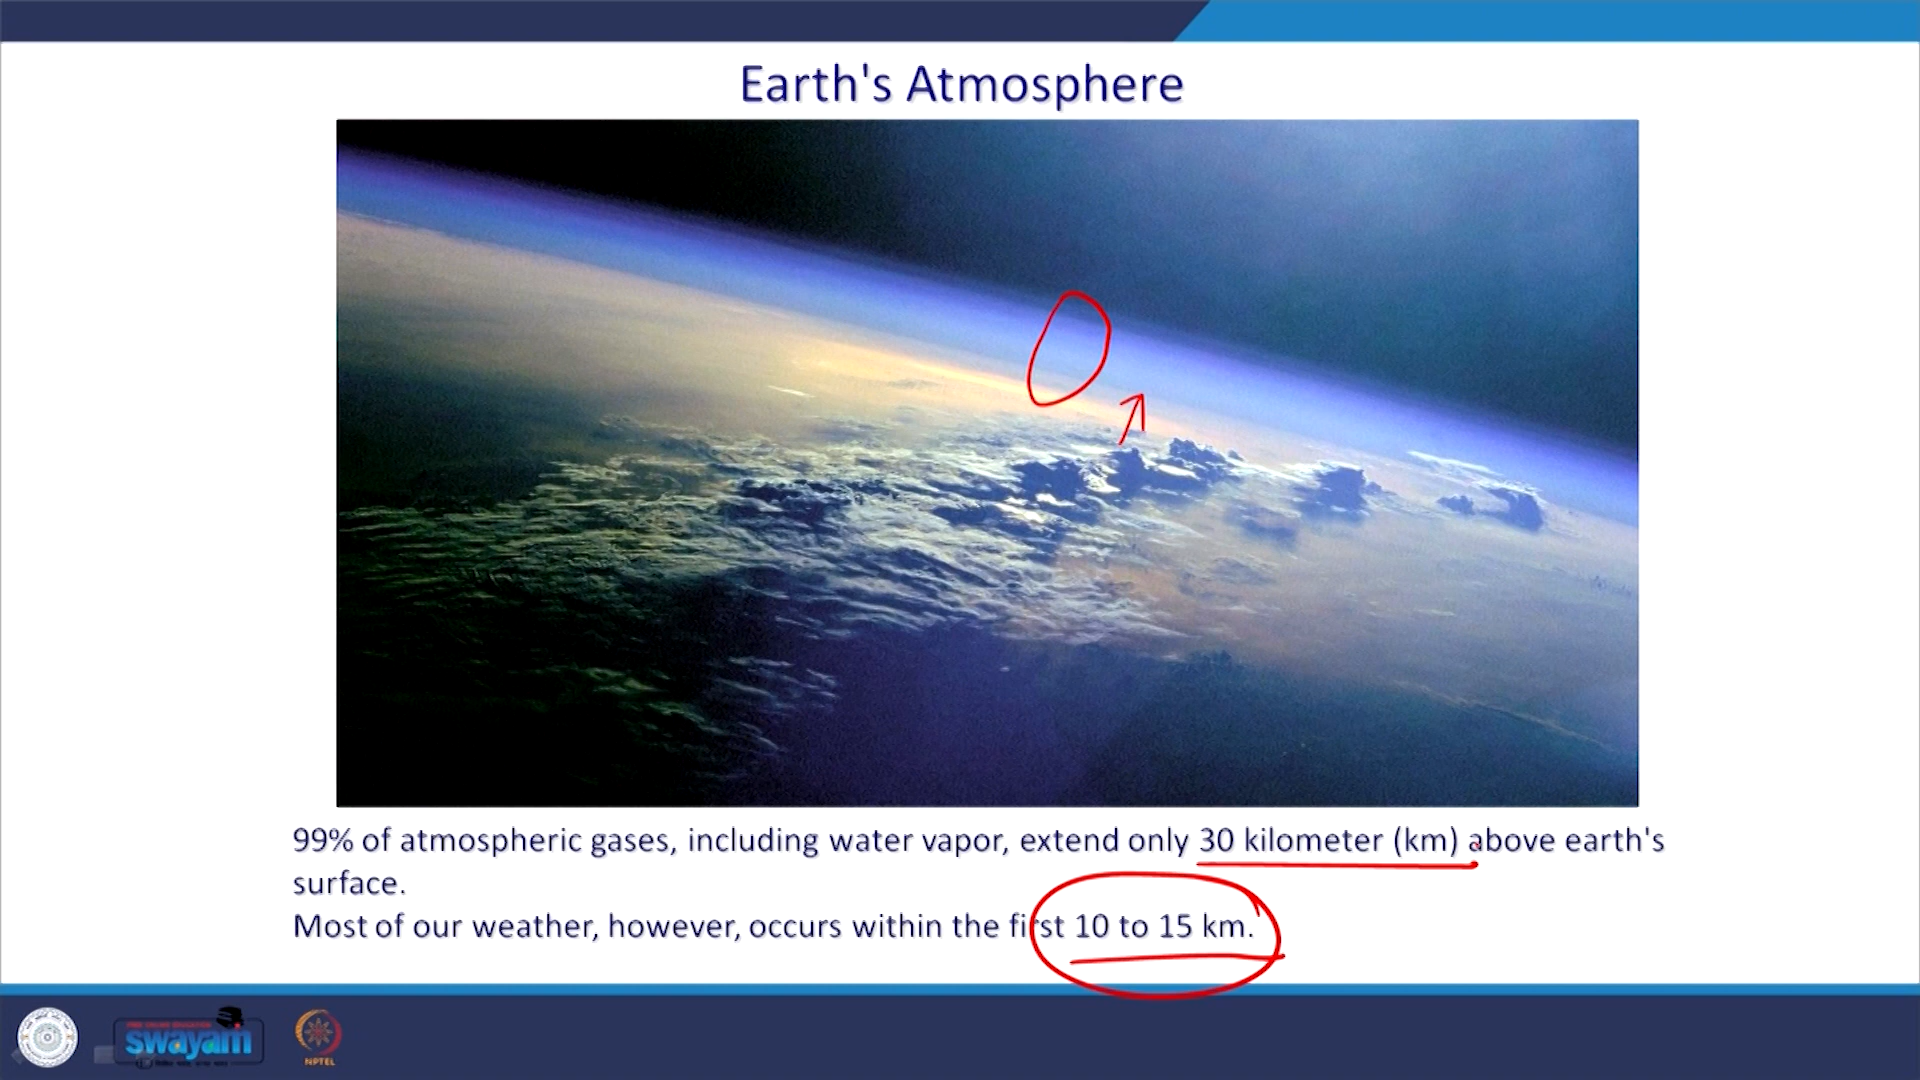 Earth's Atmosphere
99% of atmospheric gases, including water vapor, extend only 30 kilometer (km) above earth's
surface.
Most of our weather, however, occurs within the first 10 to 15 km.
swayam
NPTEL